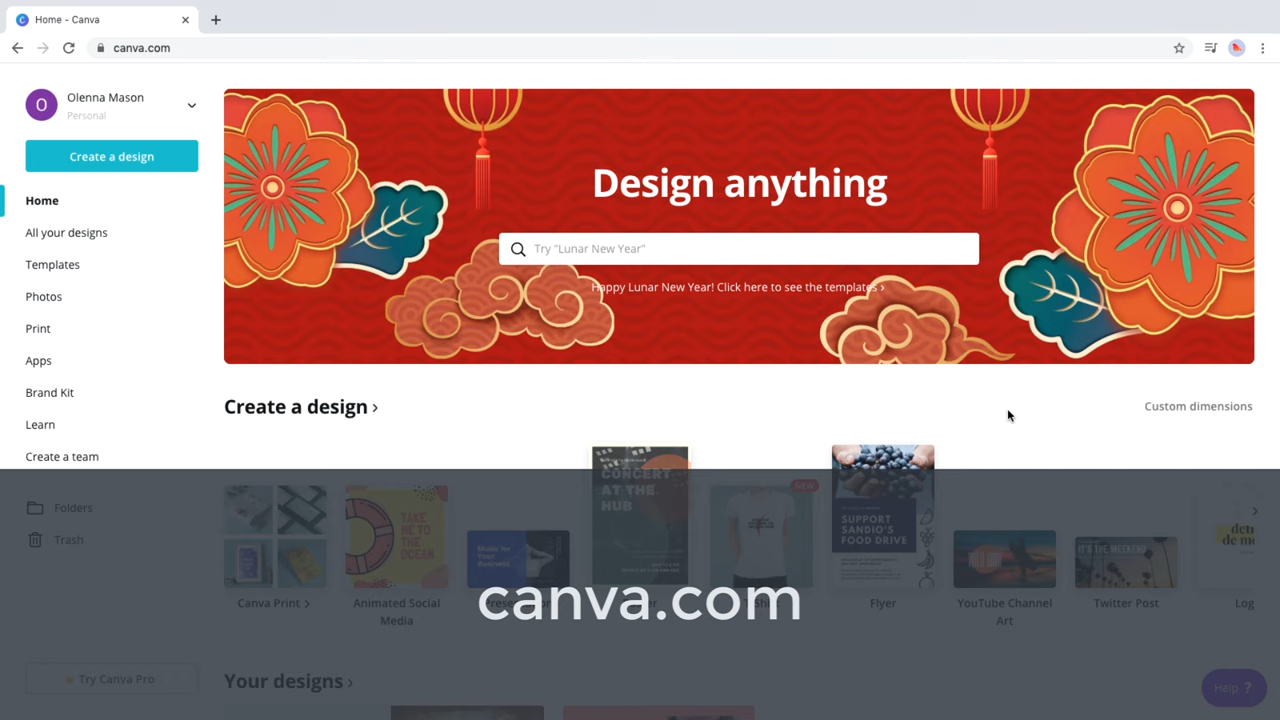 Home - Canva
canva.com
O
Olenna Mason
Personal
Create a design
Home
All your designs
Templates
Photos
Print
Apps
Brand Kit
Learn
Create a team
Folders
Trash
Try Canva Pro
Design anything
Try "Lunar New Year"
Happy Lunar New Year! Click here to see the templates ›
Create a design ›
Custom dimensions
CONCERT
AT THE
HUB
NEW
TAKE
ME TO
THE
OCEAN
SUPPORT
SANDIO'S
FOOD DRIVE
IT'S THE WEEKEND
Canva Print ›
Animated Social
Media
Flyer
YouTube Channel
Art
Twitter Post
Log
canva.com
Your designs ›
Help ?